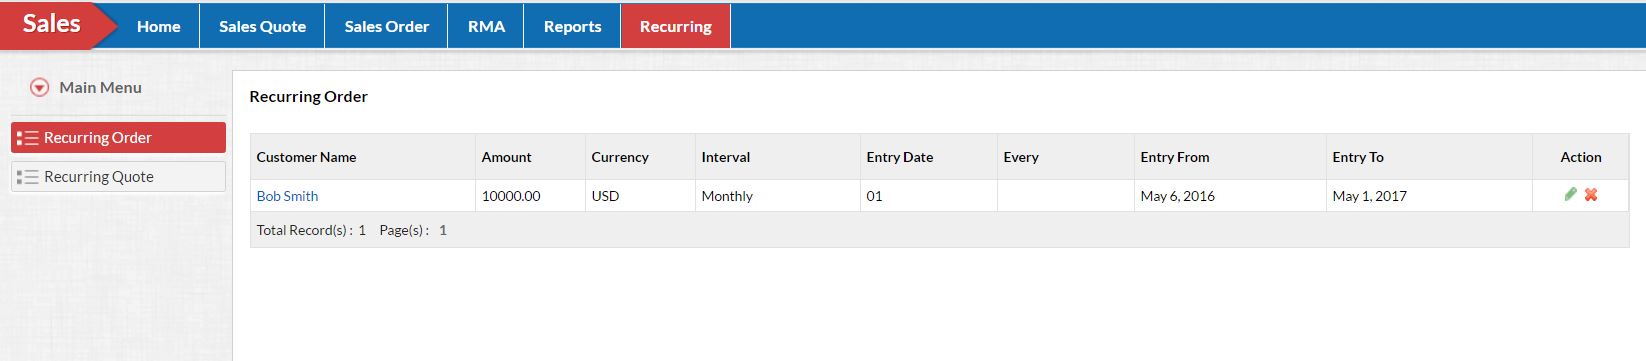 Sales Home Sales Quote Sales Order RMA Reports Recurring
Main Menu
Recurring Order
Recurring Quote
Recurring Order
Customer Name Amount Currency Interval Entry Date Every Entry From Entry To Action
Bob Smith 10000.00 USD Monthly 01 May 6, 2016 May 1, 2017
Total Record(s) : 1 Page(s) : 1